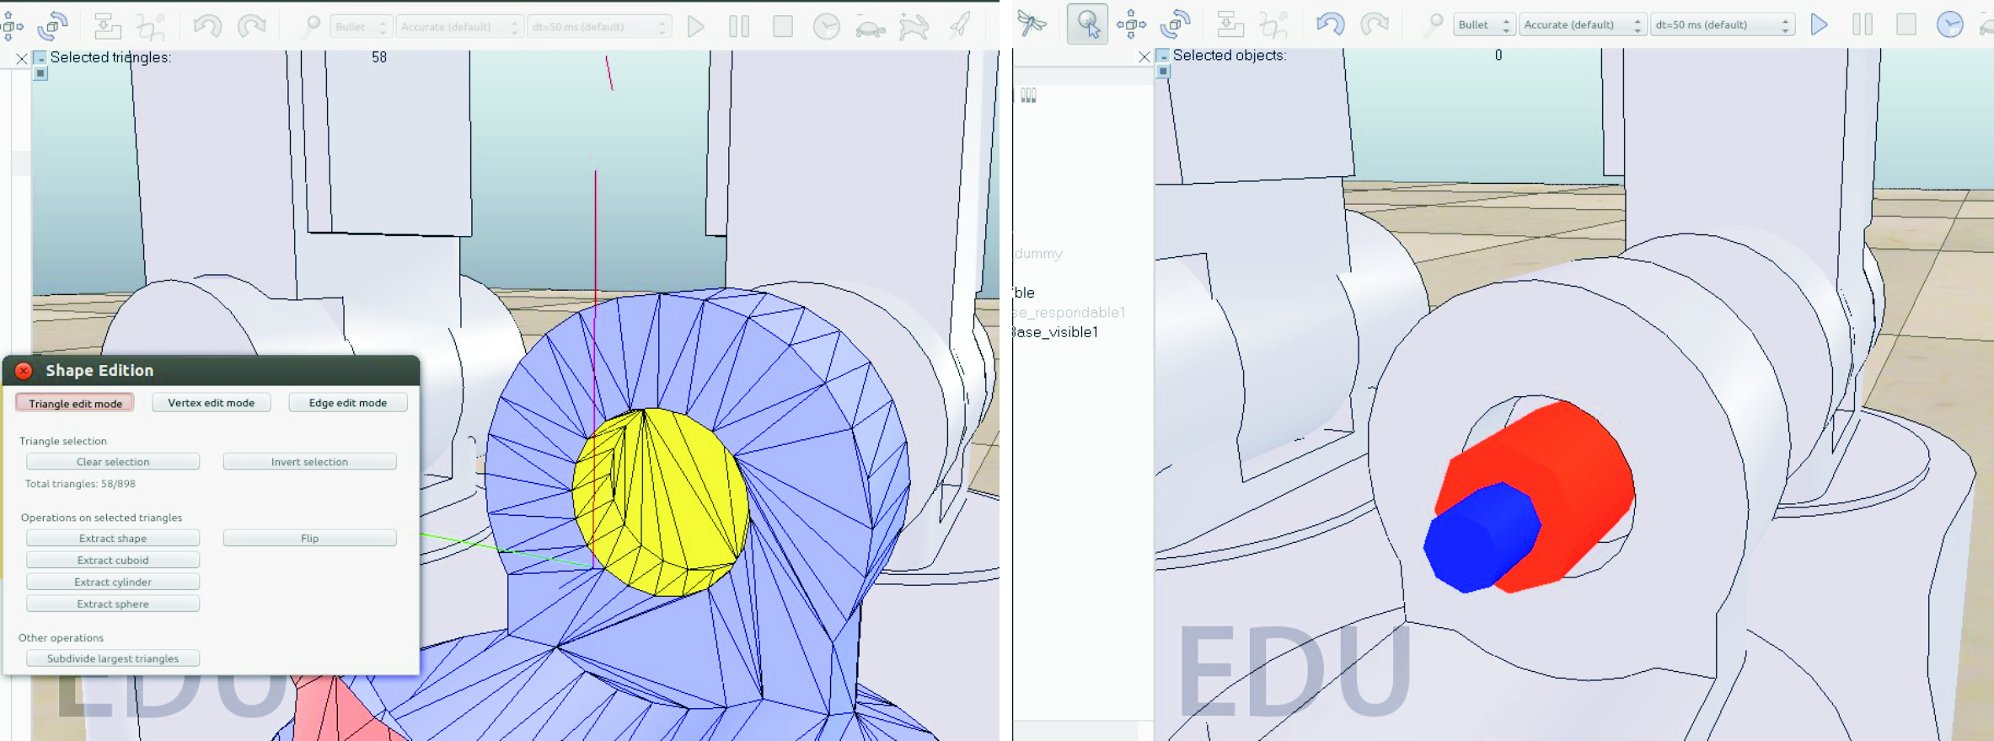 Bullet
Accurate (default)
dt=50 ms (default)
Selected triangles:
58
Shape Edition
Triangle edit mode
Vertex edit mode
Edge edit mode
Triangle selection
Clear selection
Invert selection
Total triangles: 58/898
Operations on selected triangles
Extract shape
Flip
Extract cuboid
Extract cylinder
Extract sphere
Other operations
Subdivide largest triangles
EDU
Bullet
Accurate (default)
dt=50 ms (default)
Selected objects:
0
dummy
ble
se_respondable1
Base_visible1
EDU